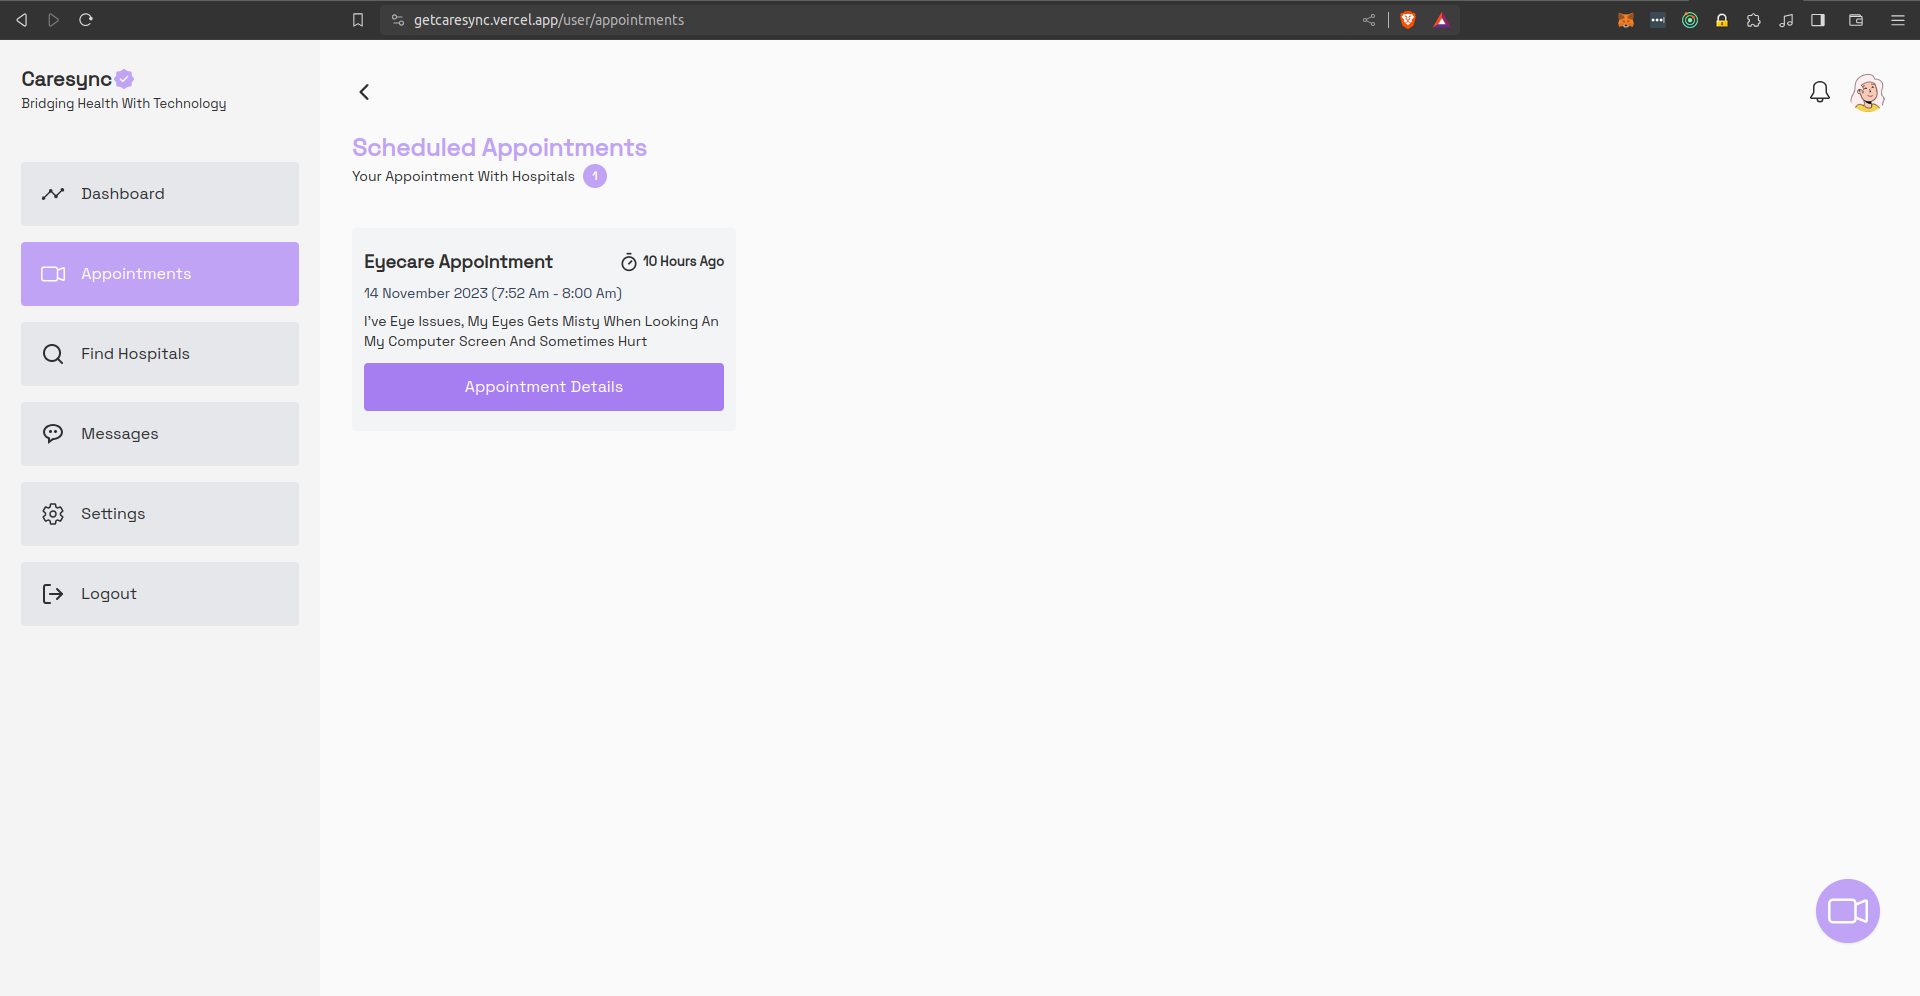 getcaresync.vercel.app/user/appointments
Caresync
Bridging Health With Technology
Dashboard
Appointments
Find Hospitals
Messages
Settings
Logout
Scheduled Appointments
Your Appointment With Hospitals 1
Eyecare Appointment 10 Hours Ago
14 November 2023 (7:52 Am - 8:00 Am)
I've Eye Issues, My Eyes Gets Misty When Looking An
My Computer Screen And Sometimes Hurt
Appointment Details